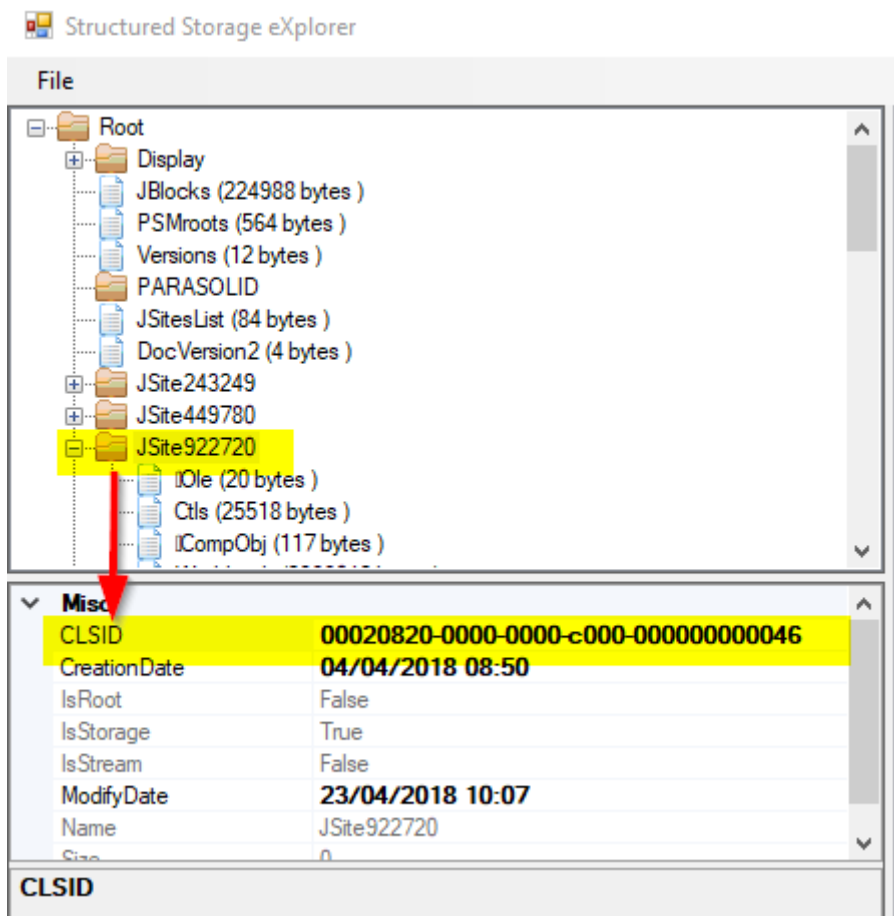 Structured Storage eXplorer
File
Root
Display
JBlocks (224988 bytes )
PSMroots (564 bytes )
Versions (12 bytes )
PARASOLID
JSitesList (84 bytes )
DocVersion2 (4 bytes )
JSite243249
JSite449780
JSite922720
Ole (20 bytes )
Ctls (25518 bytes )
CompObj (117 bytes )
Misc
CLSID 00020820-0000-0000-c000-000000000046
CreationDate 04/04/2018 08:50
IsRoot False
IsStorage True
IsStream False
ModifyDate 23/04/2018 10:07
Name JSite922720
Size 0
CLSID